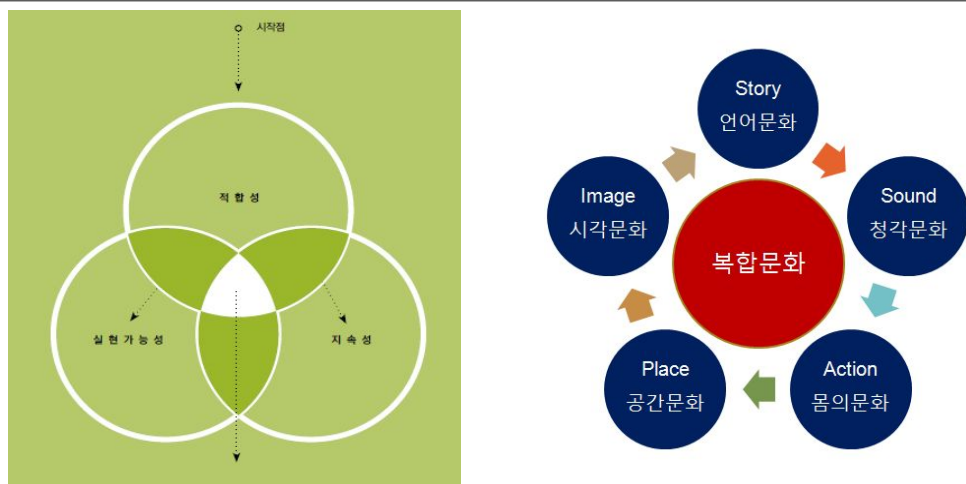 시작점
적합성
실현가능성
지속성
Story
언어문화
Image
시각문화
Sound
청각문화
복합문화
Place
공간문화
Action
몸의문화